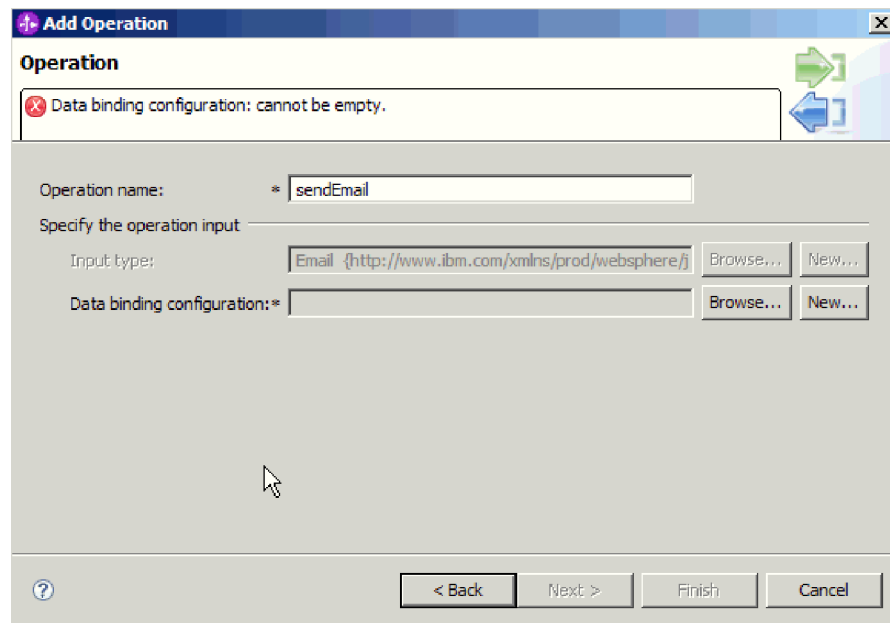 Add Operation
Operation
Data binding configuration: cannot be empty.
Operation name: * sendEmail
Specify the operation input
Input type: Email {http://www.ibm.com/xmlns/prod/websphere/j Browse... New...
Data binding configuration:* Browse... New...
< Back Next > Finish Cancel